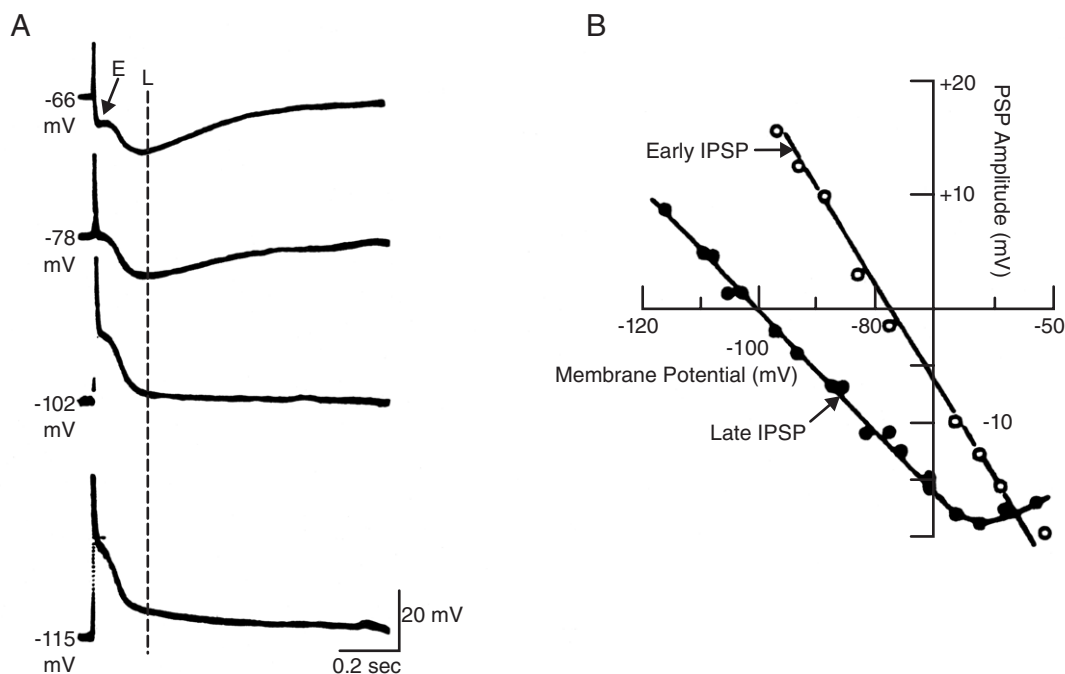 A
E
L
-66
mV
-78
mV
-102
mV
-115
mV
20 mV
0.2 sec
B
+20
PSP Amplitude (mV)
Early IPSP
+10
-120
-100
-80
-50
Membrane Potential (mV)
-10
Late IPSP